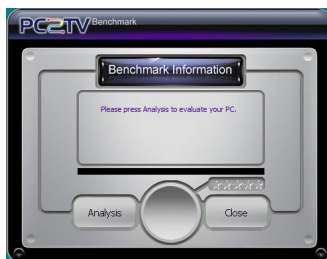 PC2TV Benchmark
Benchmark Information
Please press Analysis to evaluate your PC.
Analysis
Close